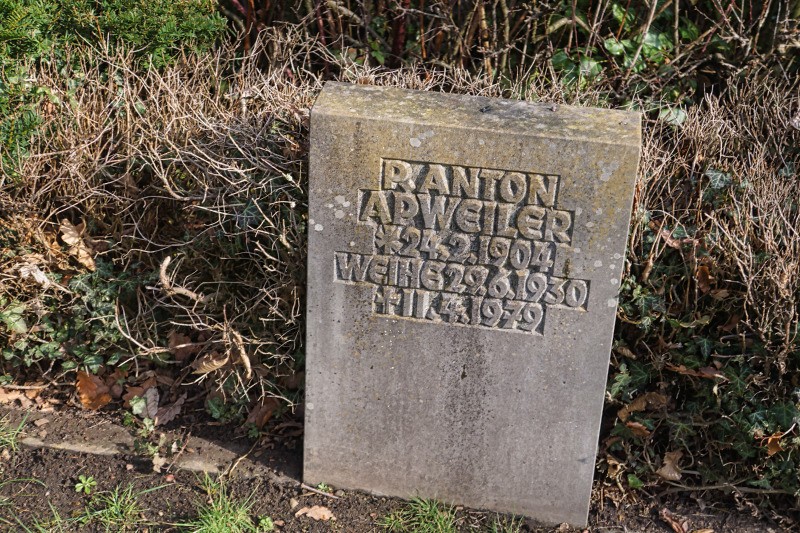 P. ANTON
APWEILER
*24.2.1904
WEIHE 29.6.1930
†11.4.1979